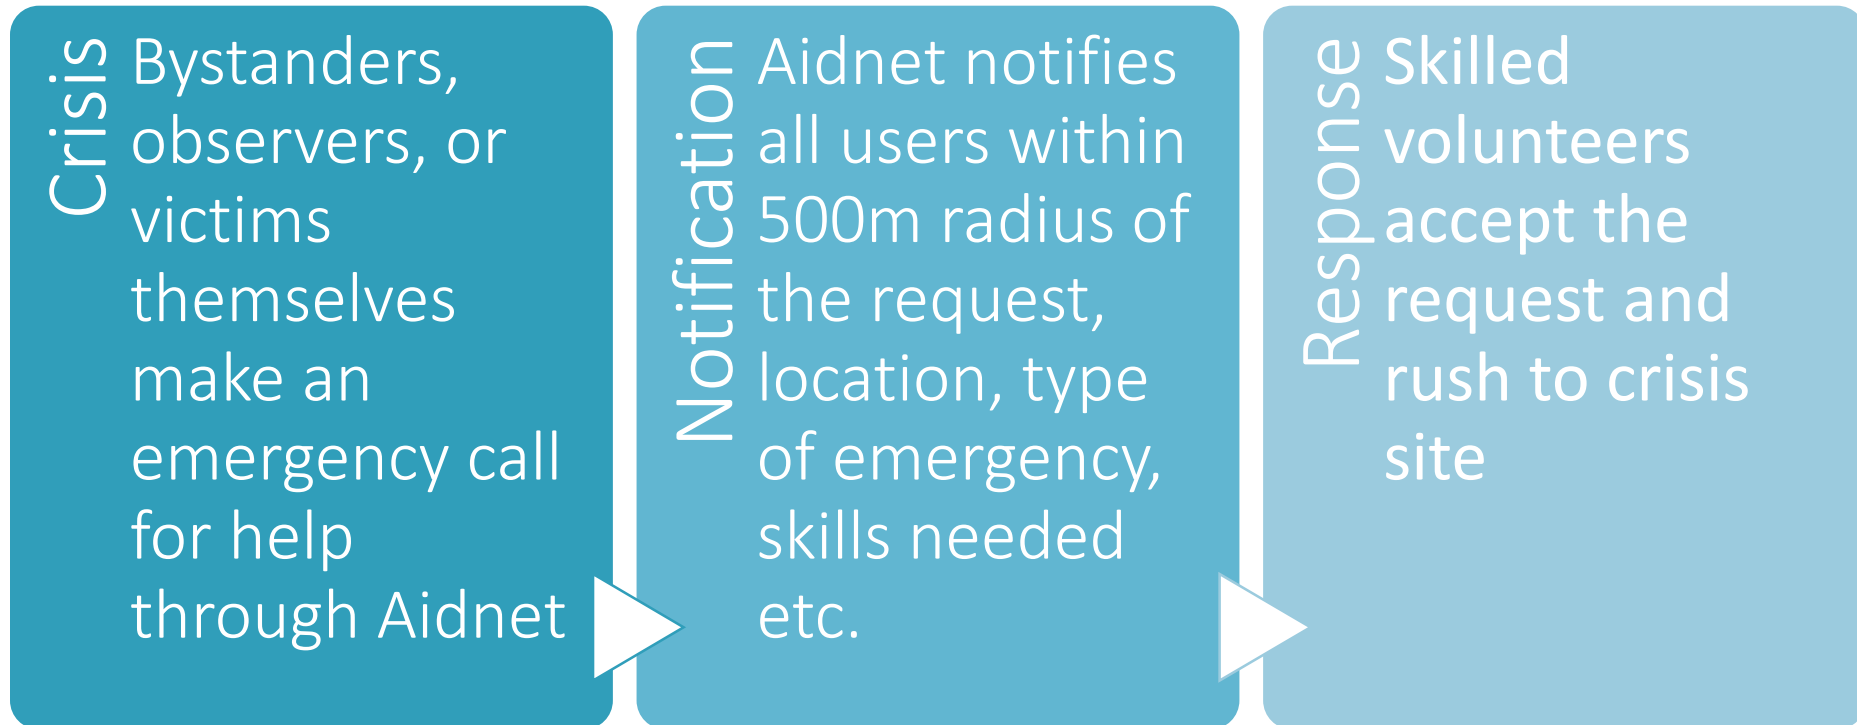 Crisis
Bystanders,
observers, or
victims
themselves
make an
emergency call
for help
through Aidnet
Notification
Aidnet notifies
all users within
500m radius of
the request,
location, type
of emergency,
skills needed
etc.
Response
Skilled
volunteers
accept the
request and
rush to crisis
site